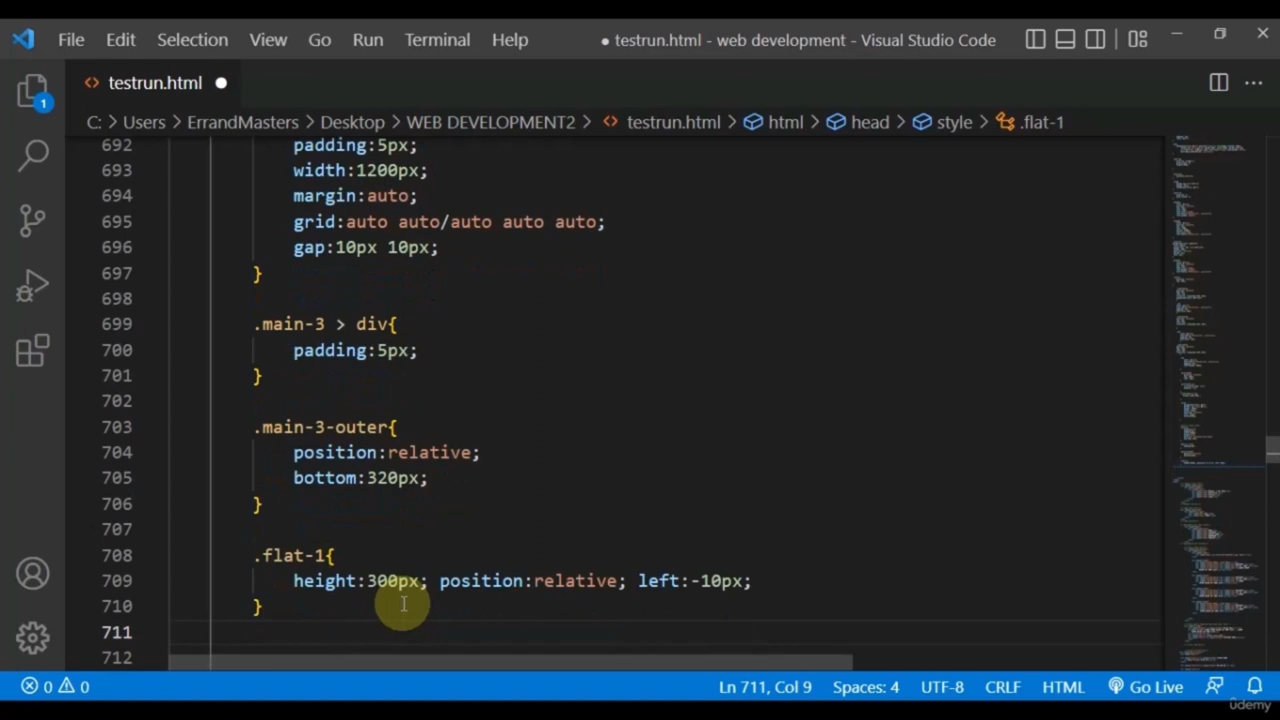 File Edit Selection View Go Run Terminal Help ● testrun.html - web development - Visual Studio Code
<> testrun.html ●
C: > Users > ErrandMasters > Desktop > WEB DEVELOPMENT2 > <> testrun.html > html > head > style > .flat-1
1
692 padding:5px;
693 width:1200px;
694 margin:auto;
695 grid:auto auto/auto auto auto;
696 gap:10px 10px;
697 }
698
699 .main-3 > div{
700 padding:5px;
701 }
702
703 .main-3-outer{
704 position:relative;
705 bottom:320px;
706 }
707
708 .flat-1{
709 height:300px; position:relative; left:-10px;
710 }
711
712
0 0 Ln 711, Col 9 Spaces: 4 UTF-8 CRLF HTML Go Live
ûdemy